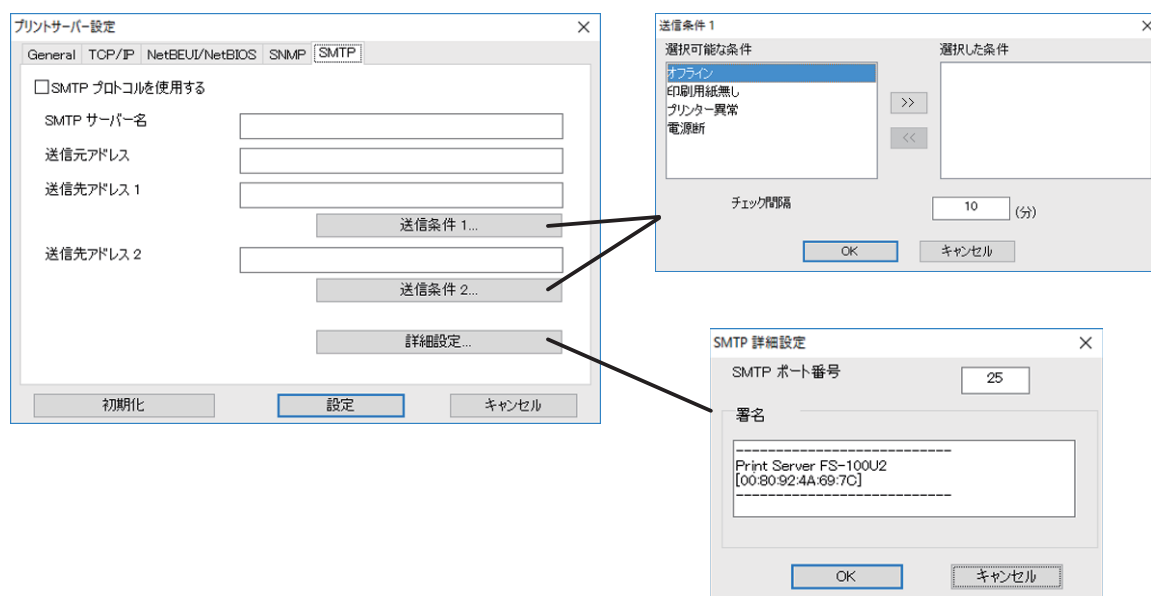 プリントサーバー設定
General TCP/IP NetBEUI/NetBIOS SNMP SMTP
SMTP プロトコルを使用する
SMTP サーバー名
送信元アドレス
送信先アドレス 1
送信条件 1...
送信先アドレス 2
送信条件 2...
詳細設定...
初期化 設定 キャンセル
送信条件 1
選択可能な条件 選択した条件
オフライン
印刷用紙無し
プリンター異常
電源断
>>
<<
チェック間隔 10 (分)
OK キャンセル
SMTP 詳細設定
SMTP ポート番号 25
署名
----------------------------
Print Server FS-100U2
[00:80:92:4A:69:7C]
----------------------------
OK キャンセル